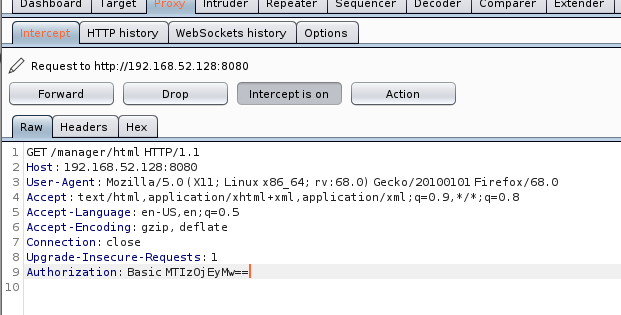 Dashboard Target Proxy Intruder Repeater Sequencer Decoder Comparer Extender
Intercept HTTP history WebSockets history Options
Request to http://192.168.52.128:8080
Forward Drop Intercept is on Action
Raw Headers Hex
1 GET /manager/html HTTP/1.1
2 Host: 192.168.52.128:8080
3 User-Agent: Mozilla/5.0 (X11; Linux x86_64; rv:68.0) Gecko/20100101 Firefox/68.0
4 Accept: text/html,application/xhtml+xml,application/xml;q=0.9,*/*;q=0.8
5 Accept-Language: en-US,en;q=0.5
6 Accept-Encoding: gzip, deflate
7 Connection: close
8 Upgrade-Insecure-Requests: 1
9 Authorization: Basic MTIzOjEyMw==
10